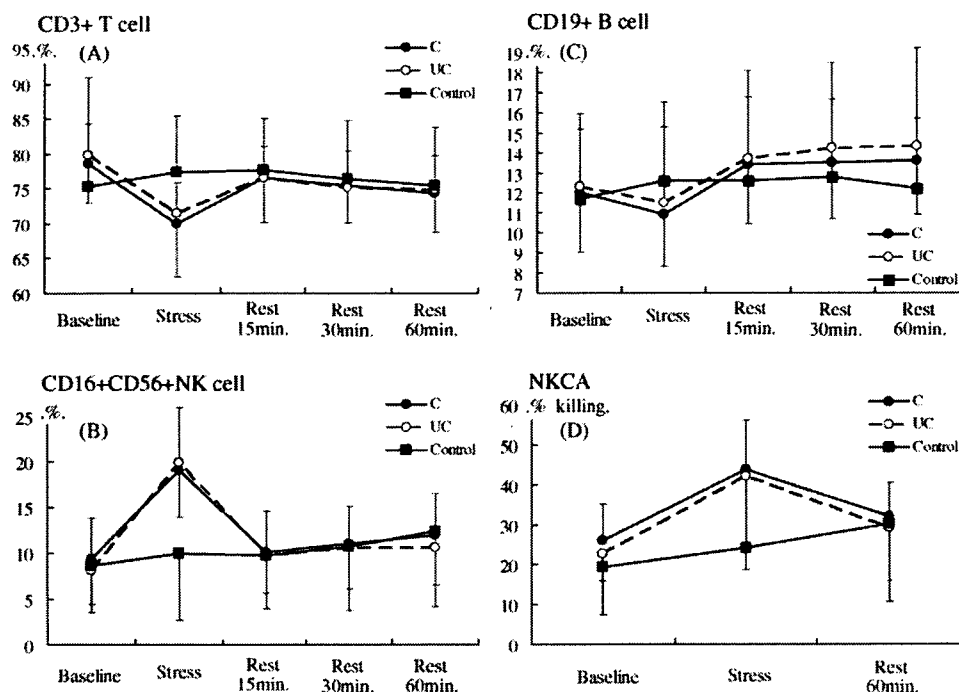 CD3+ T cell
95 .%. (A)
C
UC
Control
90
85
80
75
70
65
60
Baseline Stress Rest 15min. Rest 30min. Rest 60min.
CD19+ B cell
19 .%. (C)
18
17
16
15
14
13
12
11
10
9
8
7
C
UC
Control
Baseline Stress Rest 15min. Rest 30min. Rest 60min.
CD16+CD56+NK cell
.%.
25 (B)
C
UC
Control
20
15
10
5
0
Baseline Stress Rest 15min. Rest 30min. Rest 60min.
NKCA
60 .% killing.
(D)
C
UC
Control
50
40
30
20
10
0
Baseline Stress Rest 60min.